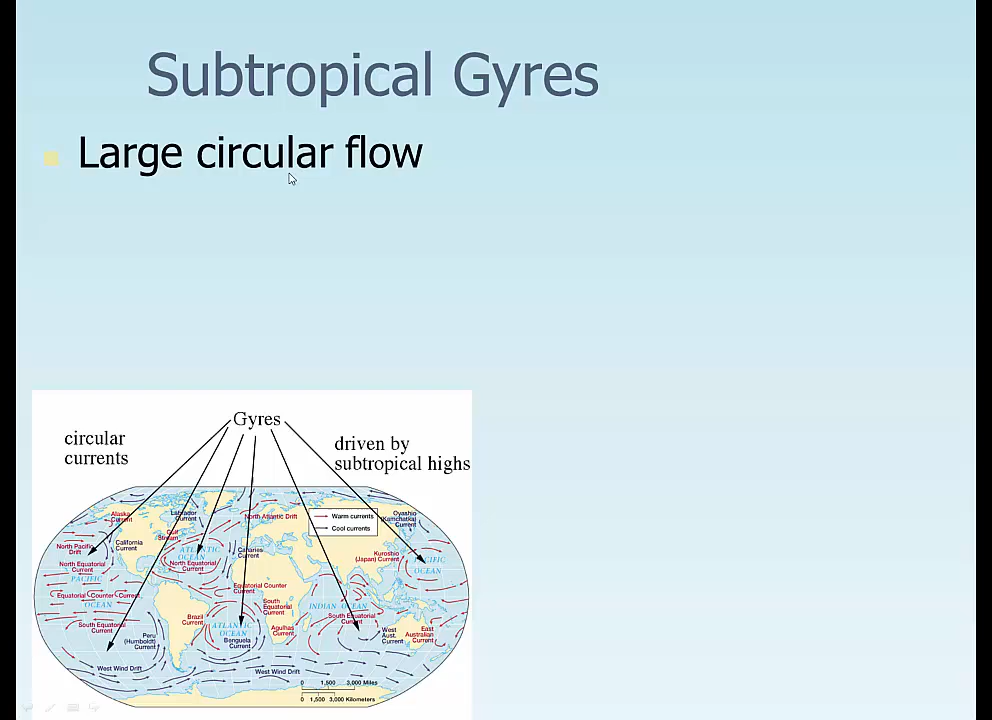 Subtropical Gyres
Large circular flow
Gyres
circular
currents
driven by
subtropical highs
Alaska
Current
Labrador
Current
Gulf
Stream
North Atlantic Drift
Warm currents
Cool currents
Oyashio
(Kamchatka)
Current
North Pacific
Drift
California
Current
ATLANTIC
OCEAN
Canaries
Current
Kuroshio
(Japan) Current
PACIFIC
OCEAN
North Equatorial
Current
North Equatorial
Current
PACIFIC
Equatorial Counter Current
OCEAN
Equatorial Counter
Current
South
Equatorial
Current
INDIAN OCEAN
South Equatorial
Current
South Equatorial
Current
Brazil
Current
ATLANTIC
OCEAN
Agulhas
Current
West
Aust.
Current
East
Australian
Current
Peru
(Humboldt)
Current
Benguela
Current
West Wind Drift
West Wind Drift
0 1,500 3,000 Miles
0 1,500 3,000 Kilometers